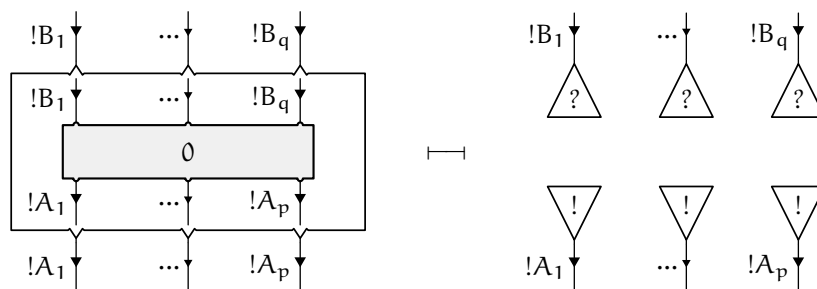 !B₁ ... !B_q !B₁ ... !B_q
!B₁ ... !B_q ? ? ?
0
!A₁ ... !A_p ! ! !
!A₁ ... !A_p !A₁ ... !A_p